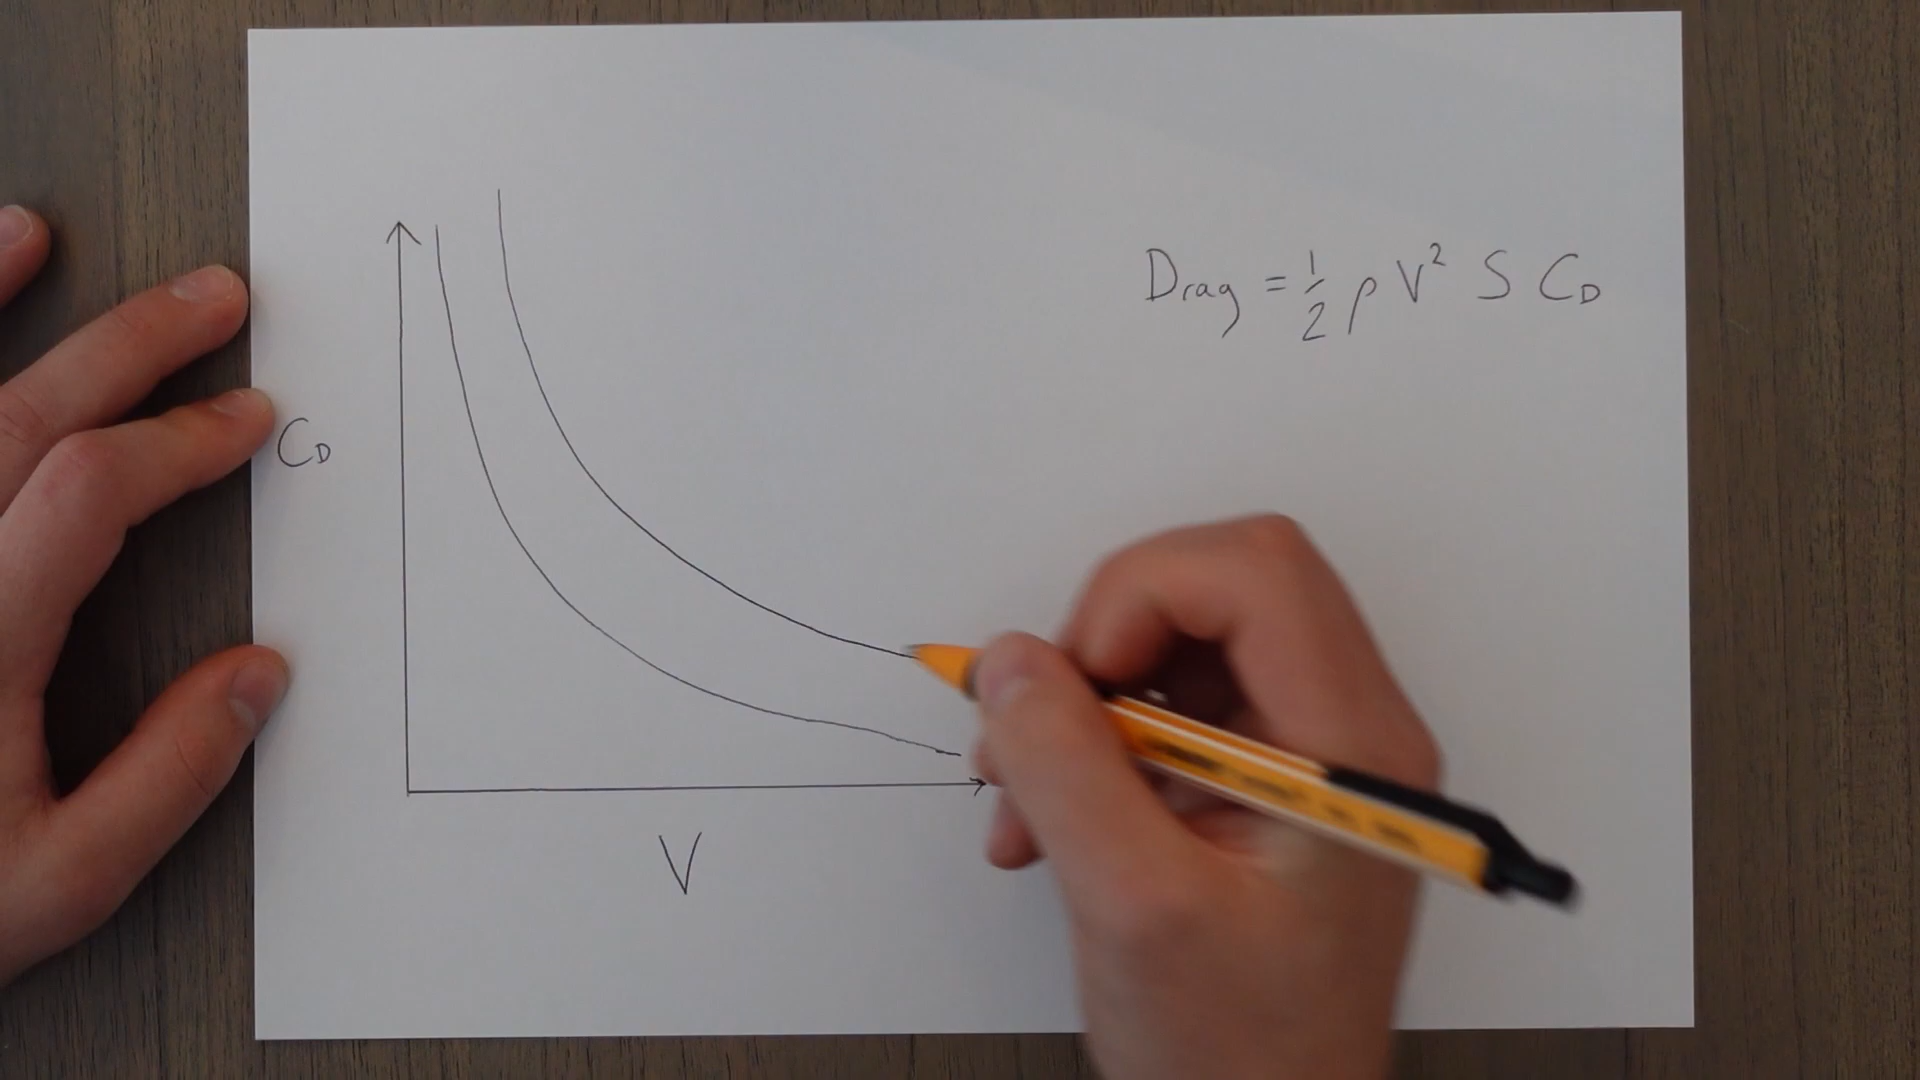 Drag = 1/2 ρ V² S C_D
C_D
V